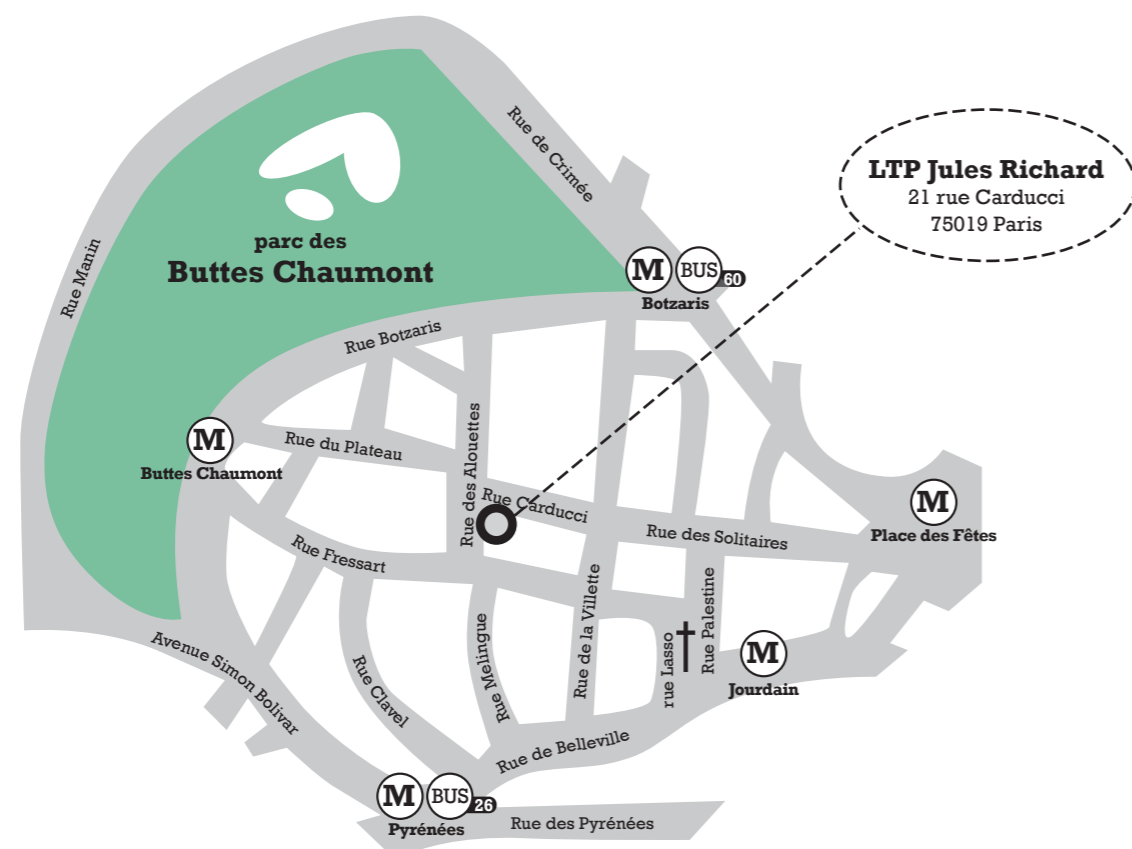 Rue de Crimée
LTP Jules Richard
21 rue Carducci
75019 Paris
Rue Manin
parc des
Buttes Chaumont
M
BUS
60
Botzaris
Rue Botzaris
M
Buttes Chaumont
Rue du Plateau
Rue des Alouettes
Rue Carducci
Rue des Solitaires
M
Place des Fêtes
Rue Fressart
Rue de la Villette
Rue Palestine
rue Lasso
M
Jourdain
Avenue Simon Bolivar
Rue Clavel
Rue Melingue
Rue de Belleville
M
BUS
26
Pyrénées
Rue des Pyrénées